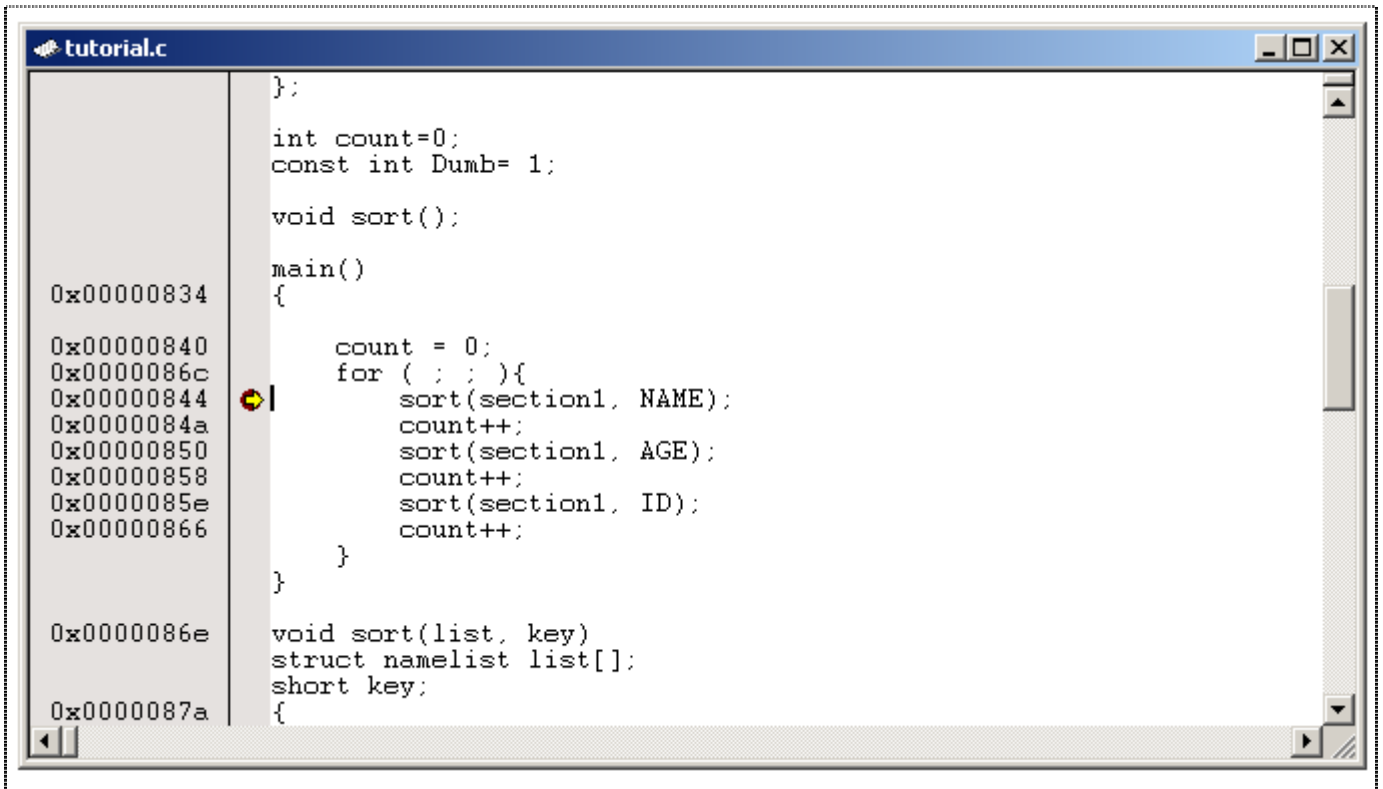 tutorial.c
};
int count=0;
const int Dumb= 1;
void sort();
main()
0x00000834 {
0x00000840 count = 0;
0x0000086c for ( ; ; ){
0x00000844 sort(section1, NAME);
0x0000084a count++;
0x00000850 sort(section1, AGE);
0x00000858 count++;
0x0000085e sort(section1, ID);
0x00000866 count++;
}
}
0x0000086e void sort(list, key)
struct namelist list[];
short key;
0x0000087a {